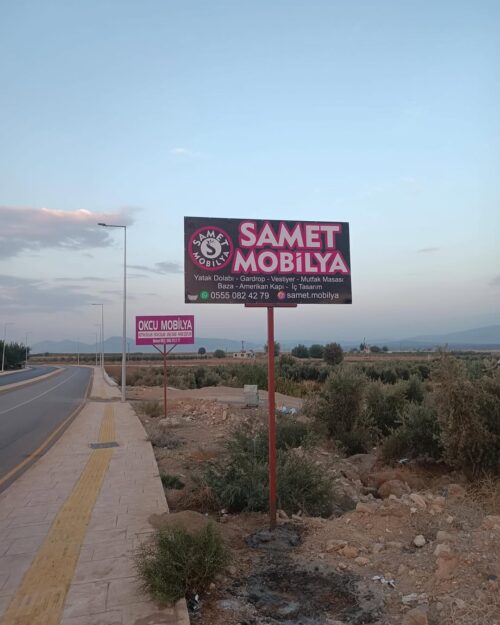 SAMET
MOBİLYA
SAMET
MOBİLYA
Yatak Dolabı - Gardrop - Vestiyer - Mutfak Masası
Baza - Amerikan Kapı - İç Tasarım
0555 082 42 79 samet.mobilya
OKCU MOBİLYA